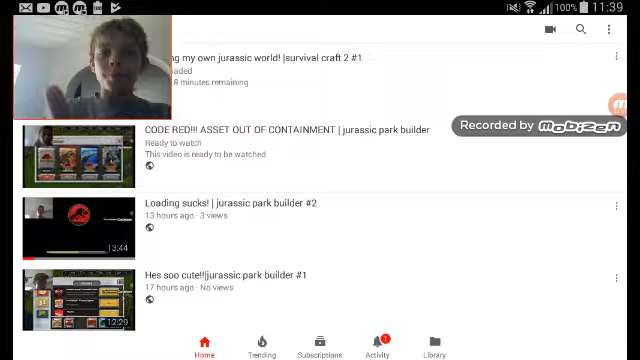 100%
11:39
ng my own jurassic world! |survival craft 2 #1
aded
8 minutes remaining
CODE RED!!! ASSET OUT OF CONTAINMENT | jurassic park builder
Ready to watch
This video is ready to be watched.
Recorded by mobizen
Loading sucks! | jurassic park builder #2
13 hours ago · 3 views
13:44
Hes soo cute!!|jurassic park builder #1
17 hours ago · No views
12:29
1
Home
Trending
Subscriptions
Activity
Library